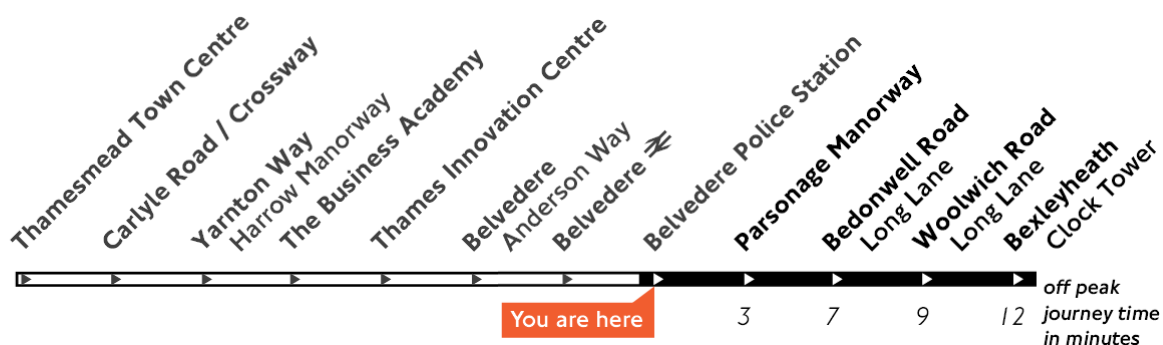 Thamesmead Town Centre
Carlyle Road / Crossway
Yarnton Way
Harrow Manorway
The Business Academy
Thames Innovation Centre
Belvedere
Anderson Way
Belvedere
Belvedere Police Station
Parsonage Manorway
Bedonwell Road
Long Lane
Woolwich Road
Long Lane
Bexleyheath
Clock Tower
You are here
3 7 9 12
off peak
journey time
in minutes